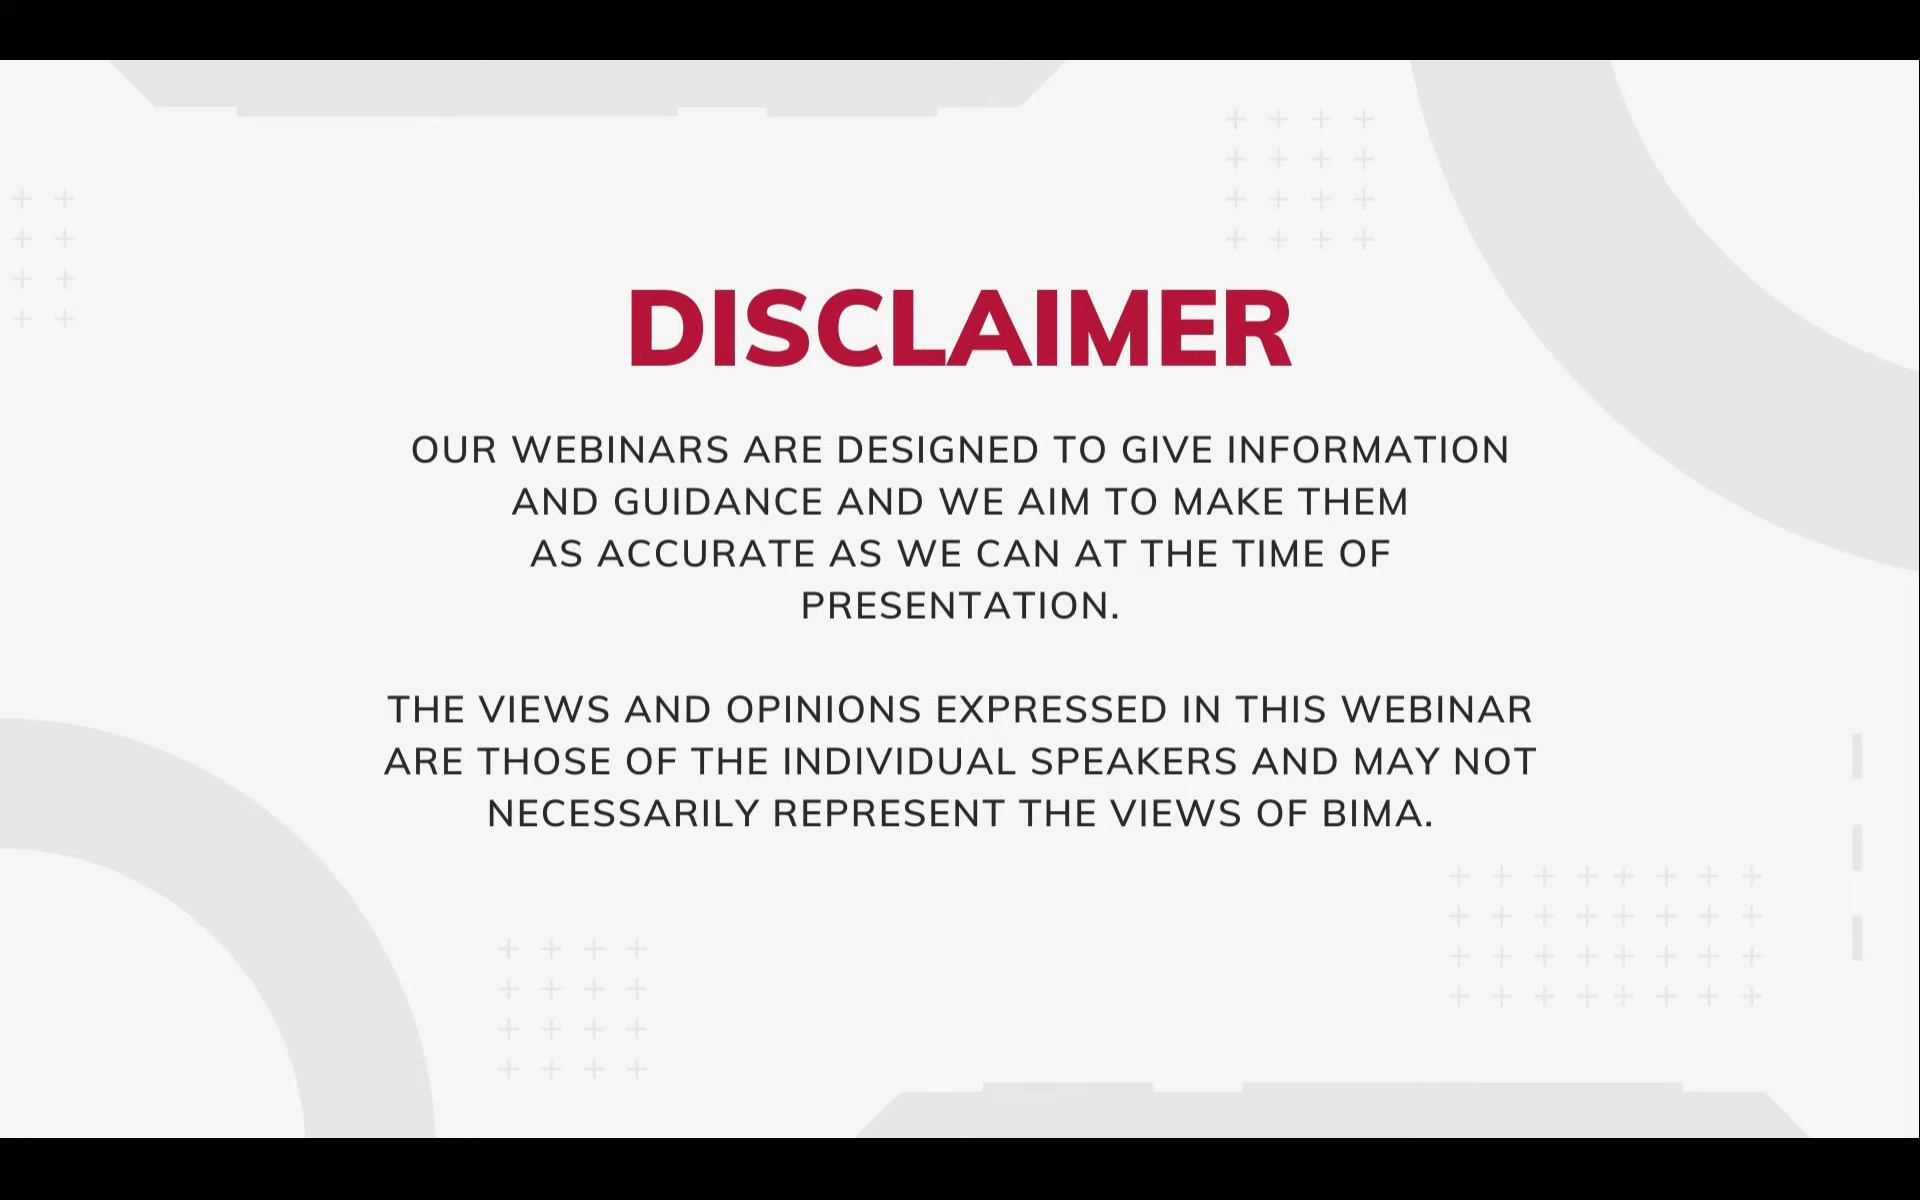 DISCLAIMER
OUR WEBINARS ARE DESIGNED TO GIVE INFORMATION
AND GUIDANCE AND WE AIM TO MAKE THEM
AS ACCURATE AS WE CAN AT THE TIME OF
PRESENTATION.
THE VIEWS AND OPINIONS EXPRESSED IN THIS WEBINAR
ARE THOSE OF THE INDIVIDUAL SPEAKERS AND MAY NOT
NECESSARILY REPRESENT THE VIEWS OF BIMA.